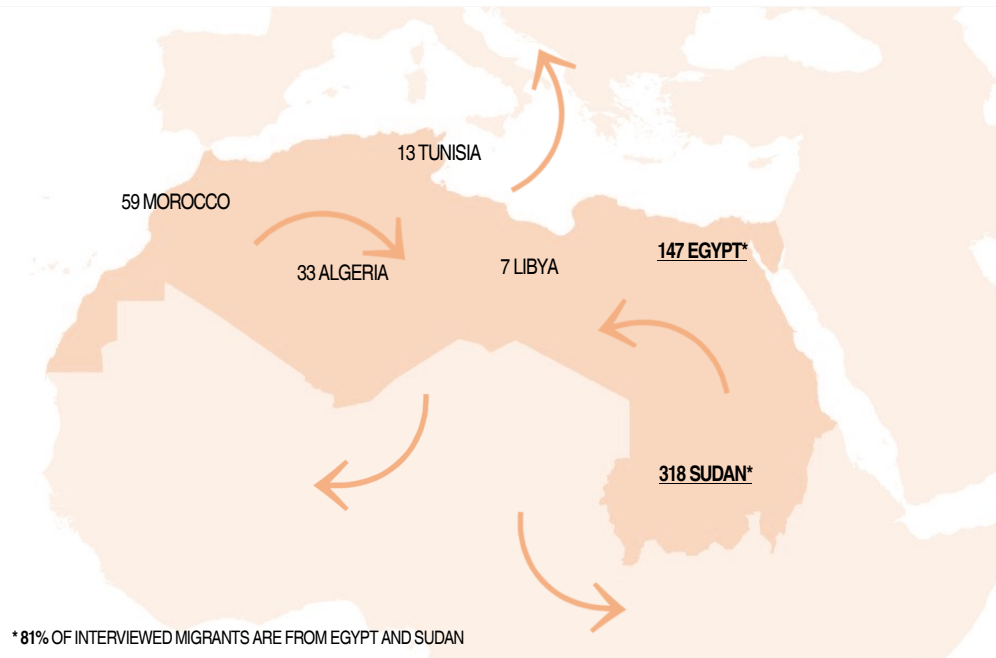 13 TUNISIA
59 MOROCCO
147 EGYPT*
7 LIBYA
33 ALGERIA
318 SUDAN*
* 81% OF INTERVIEWED MIGRANTS ARE FROM EGYPT AND SUDAN